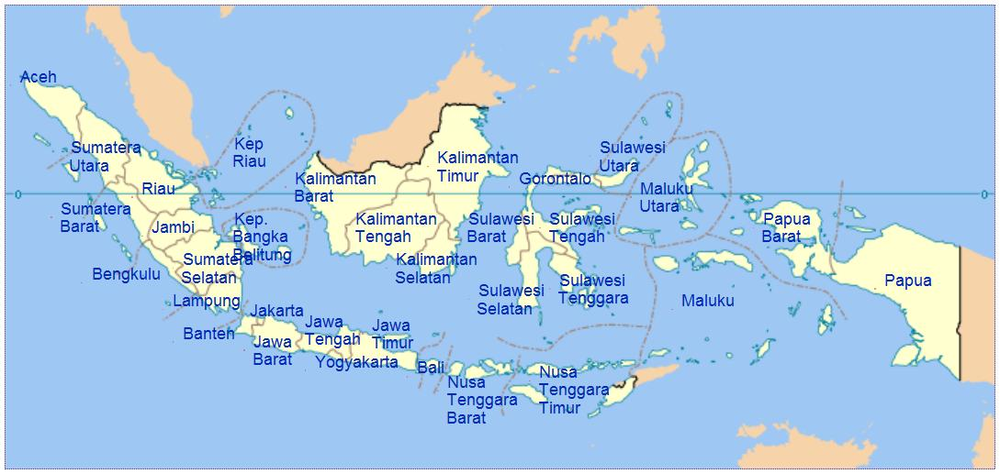 Aceh
Sumatera
Utara
Kep
Riau
Kalimantan
Timur
Sulawesi
Utara
Kalimantan
Barat
Gorontalo
Riau
Maluku
Utara
0
0
Sumatera
Barat
Jambi
Kep.
Bangka
Belitung
Kalimantan
Tengah
Sulawesi
Barat
Sulawesi
Tengah
Papua
Barat
Bengkulu
Sumatera
Selatan
Kalimantan
Selatan
Sulawesi
Selatan
Sulawesi
Tenggara
Maluku
Papua
Lampung
Jakarta
Banten
Jawa
Barat
Jawa
Tengah
Jawa
Timur
Yogyakarta
Bali
Nusa
Tenggara
Barat
Nusa
Tenggara
Timur